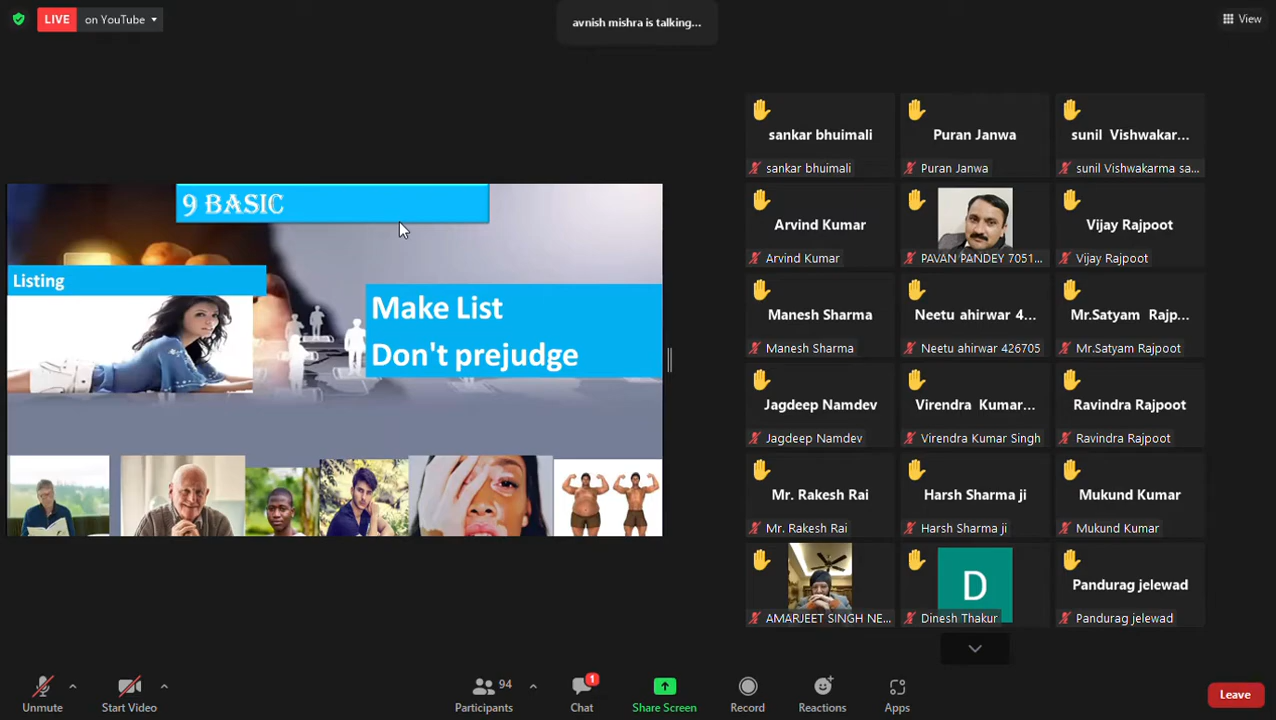 LIVE on YouTube
avnish mishra is talking...
View
9 BASIC
Listing
Make List
Don't prejudge
sankar bhuimali
sankar bhuimali
Puran Janwa
Puran Janwa
sunil Vishwakar...
sunil Vishwakarma sa...
Arvind Kumar
Arvind Kumar
PAVAN PANDEY 7051...
Vijay Rajpoot
Vijay Rajpoot
Manesh Sharma
Manesh Sharma
Neetu ahirwar 4...
Neetu ahirwar 426705
Mr.Satyam Rajp...
Mr.Satyam Rajpoot
Jagdeep Namdev
Jagdeep Namdev
Virendra Kumar...
Virendra Kumar Singh
Ravindra Rajpoot
Ravindra Rajpoot
Mr. Rakesh Rai
Mr. Rakesh Rai
Harsh Sharma ji
Harsh Sharma ji
Mukund Kumar
Mukund Kumar
AMARJEET SINGH NE...
D
Dinesh Thakur
Pandurag jelewad
Pandurag jelewad
Unmute
Start Video
94
Participants
1
Chat
Share Screen
Record
Reactions
Apps
Leave